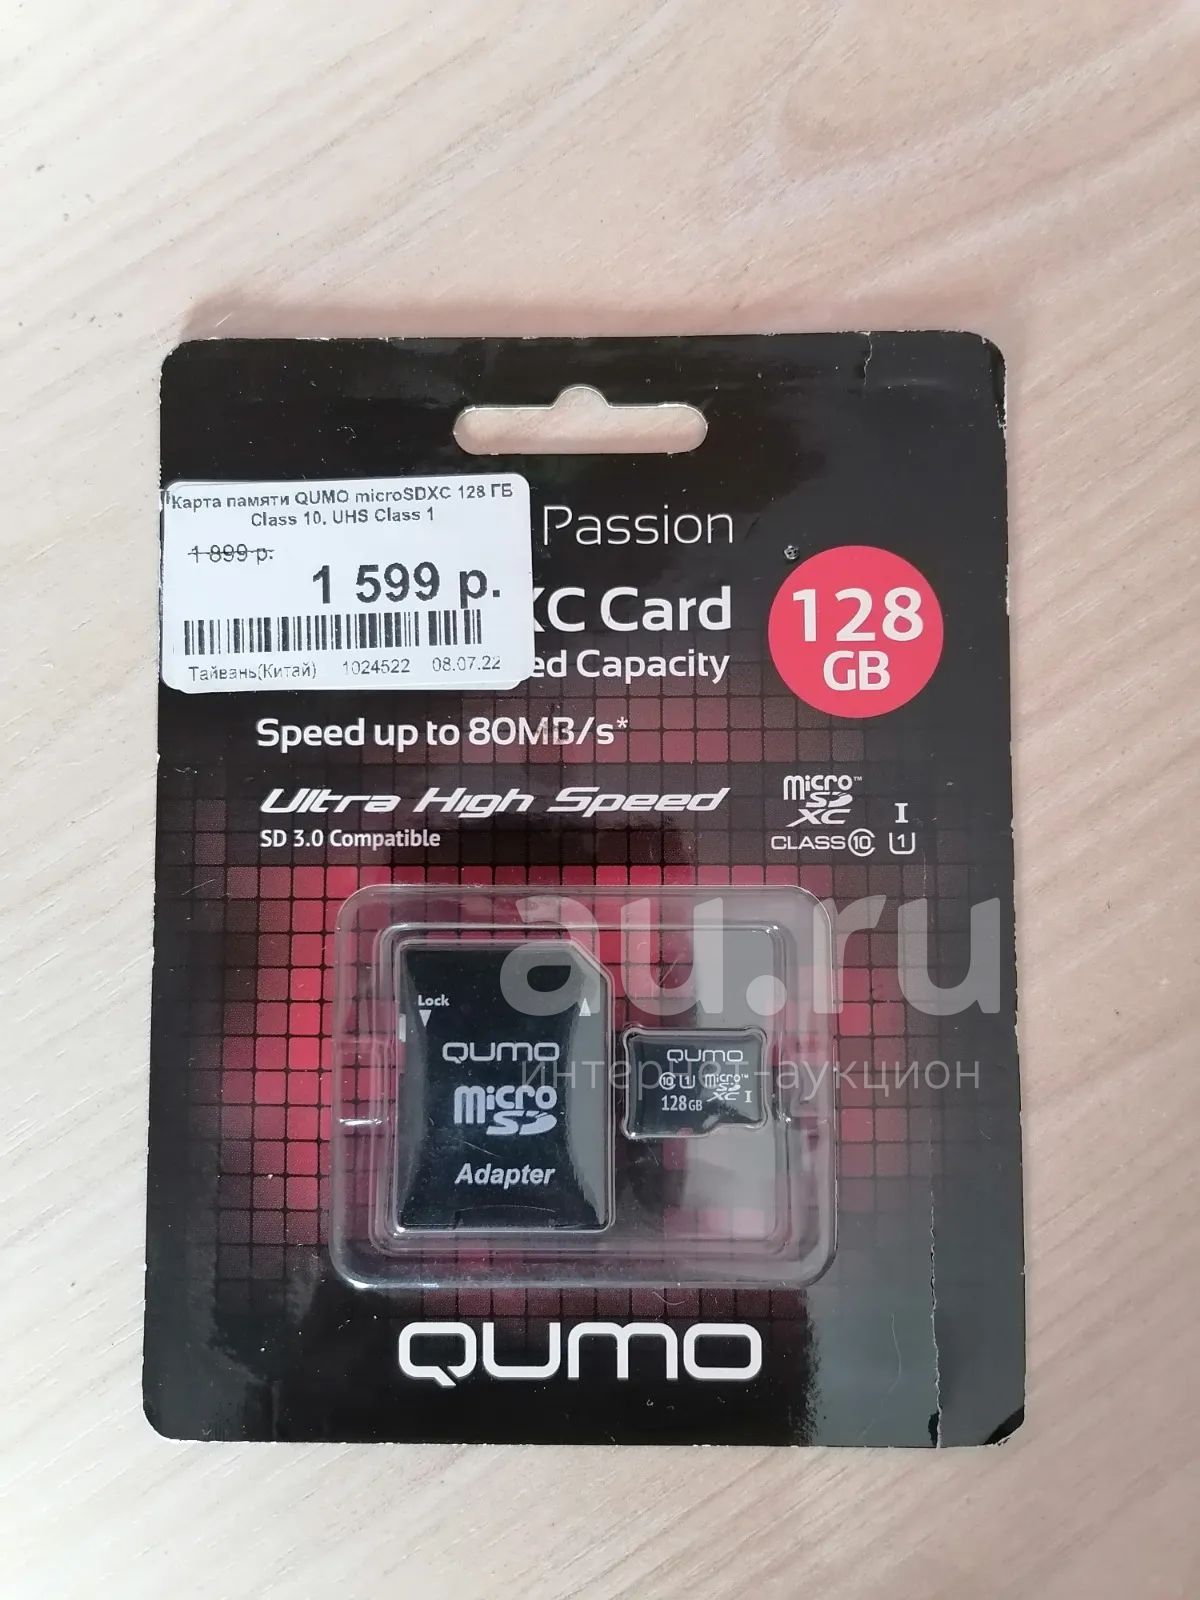 Карта памяти QUMO microSDXC 128 ГБ
Class 10, UHS Class 1
1 899 р.
1 599 р.
Тайвань(Китай) 1024522 08.07.22
Passion
XC Card
ed Capacity
128
GB
Speed up to 80MB/s*
Ultra High Speed
SD 3.0 Compatible
micro™
SD
XC I
CLASS 10 U1
au.ru
интернет-аукцион
Lock
QUMO
micro
SD
Adapter
QUMO
10 U1 micro™
SD
128GB XC I
QUMO